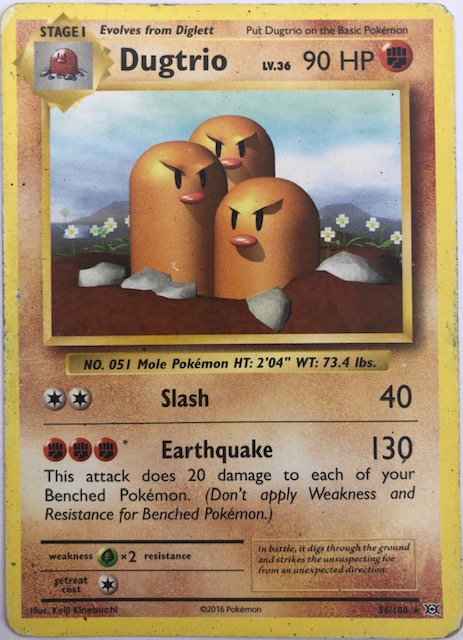 STAGE 1 Evolves from Diglett Put Dugtrio on the Basic Pokémon
Dugtrio LV.36 90 HP
NO. 051 Mole Pokémon HT: 2'04" WT: 73.4 lbs.
Slash 40
Earthquake 130
This attack does 20 damage to each of your
Benched Pokémon. (Don't apply Weakness and
Resistance for Benched Pokémon.)
weakness ×2 resistance
retreat
cost
In battle, it digs through the ground
and strikes the unsuspecting foe
from an unexpected direction.
Illus. Keiji Kinebuchi ©2016 Pokémon 56/108 ★